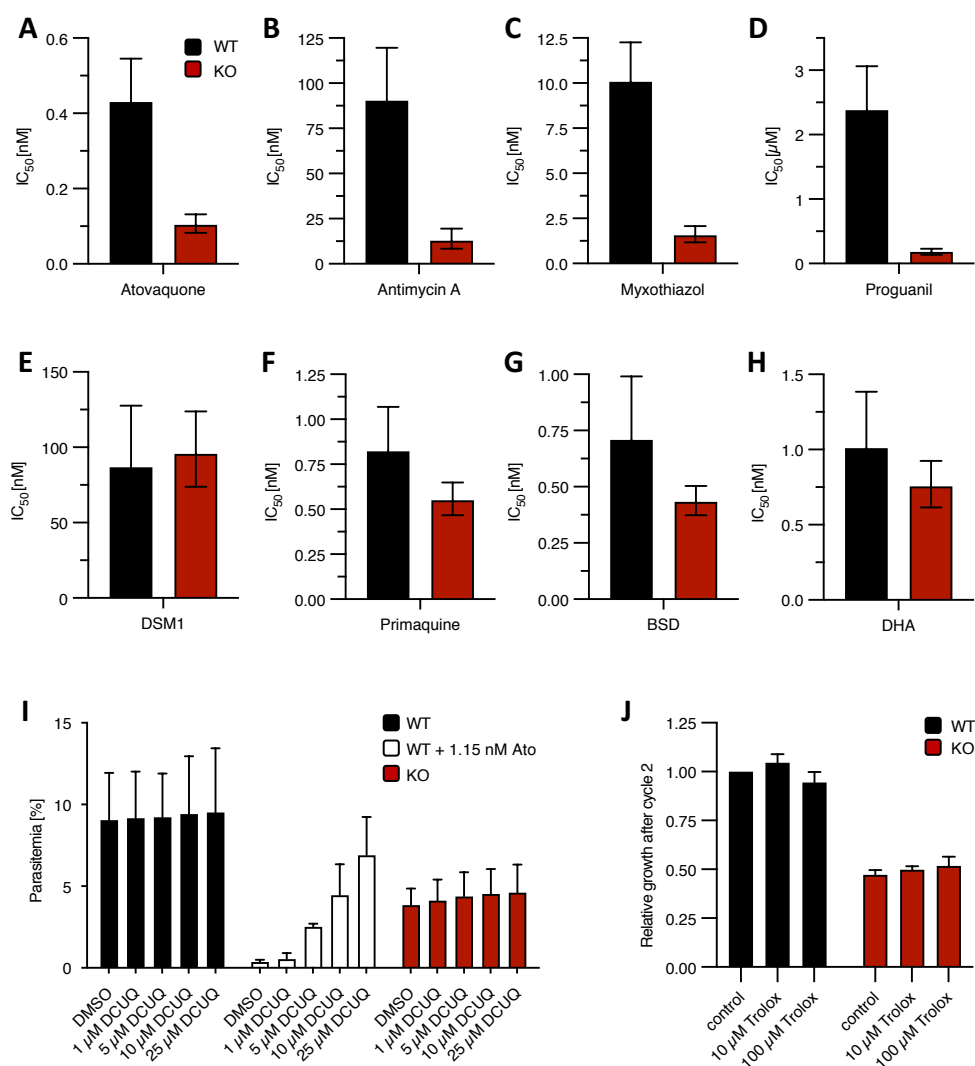 A
IC50 [nM]
0.6
0.4
0.2
0.0
WT
KO
Atovaquone
B
IC50 [nM]
125
100
75
50
25
0
Antimycin A
C
IC50 [nM]
12.5
10.0
7.5
5.0
2.5
0.0
Myxothiazol
D
IC50 [µM]
3
2
1
0
Proguanil
E
IC50 [nM]
150
100
50
0
DSM1
F
IC50 [nM]
1.25
1.00
0.75
0.50
0.25
0.00
Primaquine
G
IC50 [nM]
1.00
0.75
0.50
0.25
0.00
BSD
H
IC50 [nM]
1.5
1.0
0.5
0.0
DHA
I
Parasitemia [%]
15
10
5
0
WT
WT + 1.15 nM Ato
KO
DMSO
1 µM DCUQ
5 µM DCUQ
10 µM DCUQ
25 µM DCUQ
DMSO
1 µM DCUQ
5 µM DCUQ
10 µM DCUQ
25 µM DCUQ
DMSO
1 µM DCUQ
5 µM DCUQ
10 µM DCUQ
25 µM DCUQ
J
Relative growth after cycle 2
1.25
1.00
0.75
0.50
0.25
0.00
WT
KO
control
10 µM Trolox
100 µM Trolox
control
10 µM Trolox
100 µM Trolox